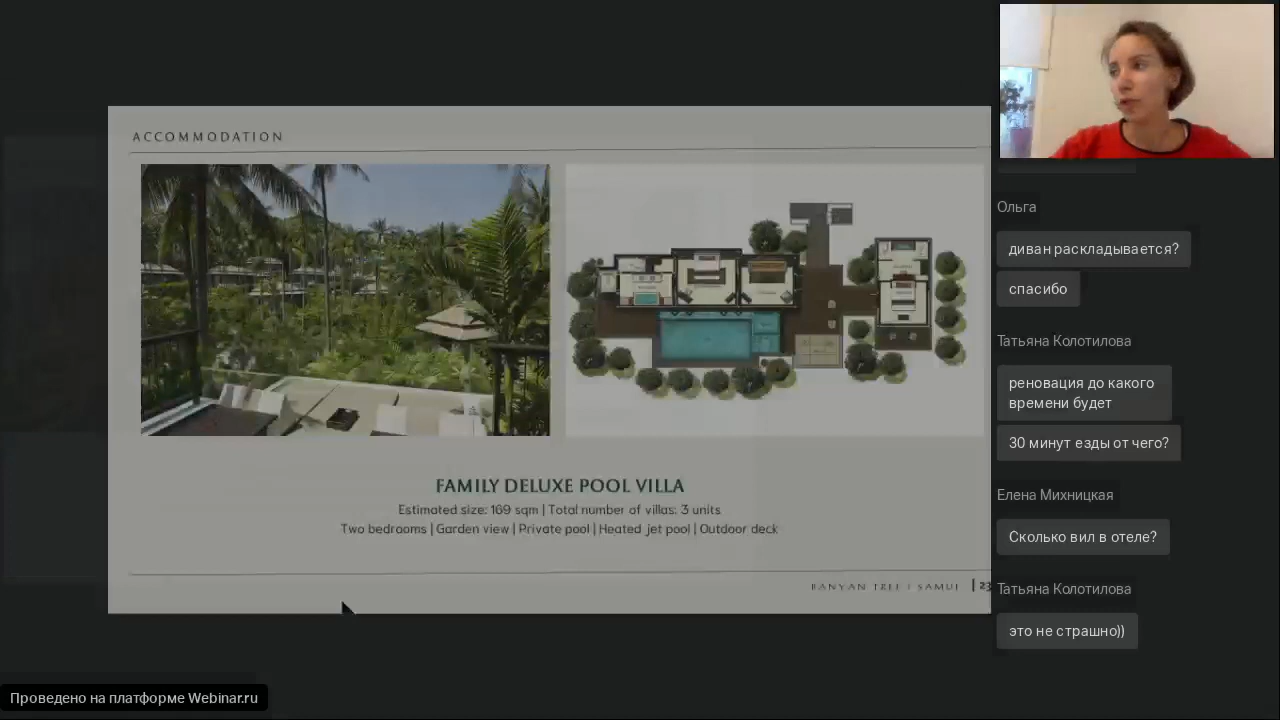 ACCOMMODATION
FAMILY DELUXE POOL VILLA
Estimated size: 169 sqm | Total number of villas: 3 units
Two bedrooms | Garden view | Private pool | Heated jet pool | Outdoor deck
BANYAN TREE | SAMUI | 23
Ольга
диван раскладывается?
спасибо
Татьяна Колотилова
реновация до какого
времени будет
30 минут езды от чего?
Елена Михницкая
Сколько вил в отеле?
Татьяна Колотилова
это не страшно))
Проведено на платформе Webinar.ru